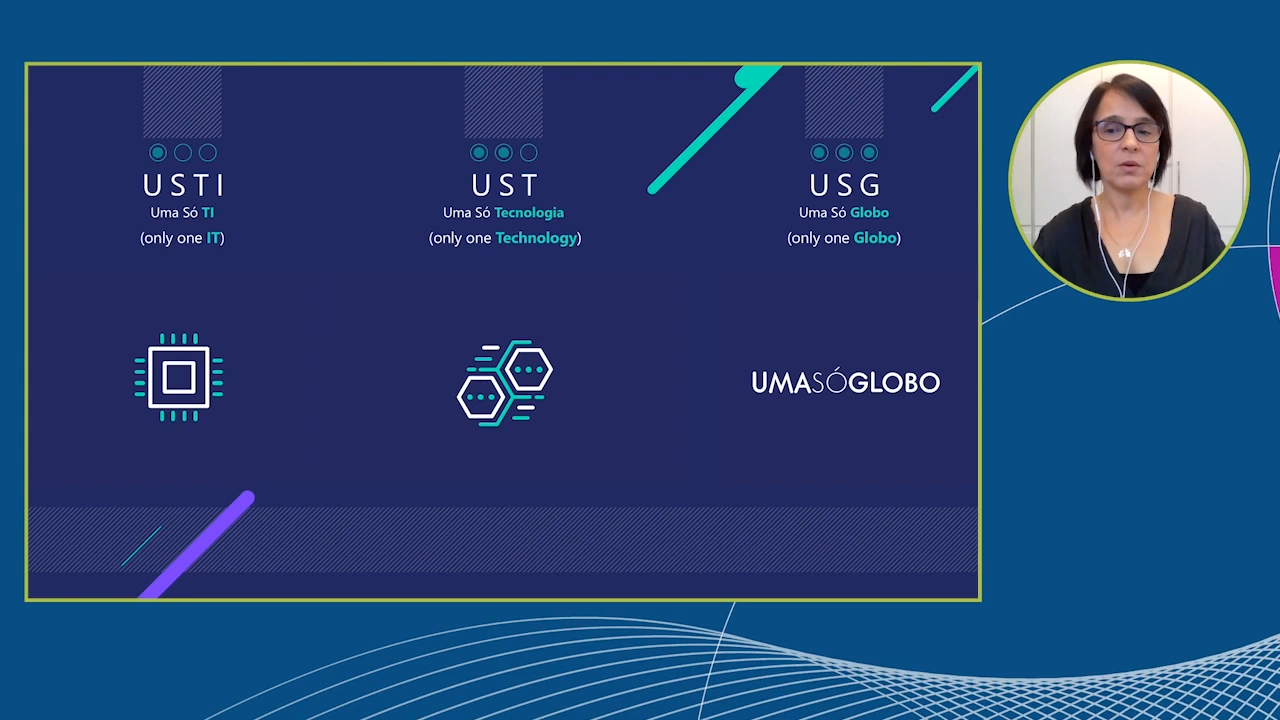 USTI
Uma Só TI
(only one IT)
UST
Uma Só Tecnologia
(only one Technology)
USG
Uma Só Globo
(only one Globo)
UMASÓGLOBO